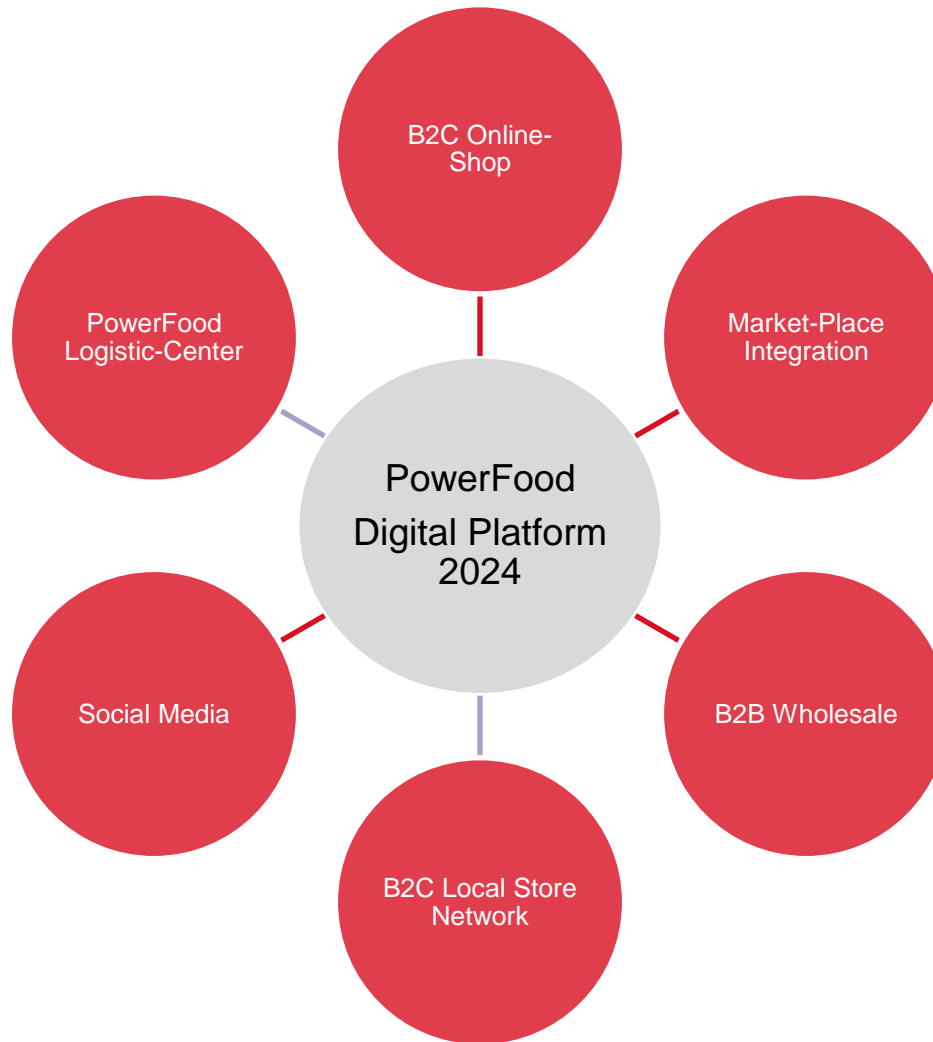 B2C Online-
Shop
PowerFood
Logistic-Center
Market-Place
Integration
PowerFood
Digital Platform
2024
Social Media
B2B Wholesale
B2C Local Store
Network